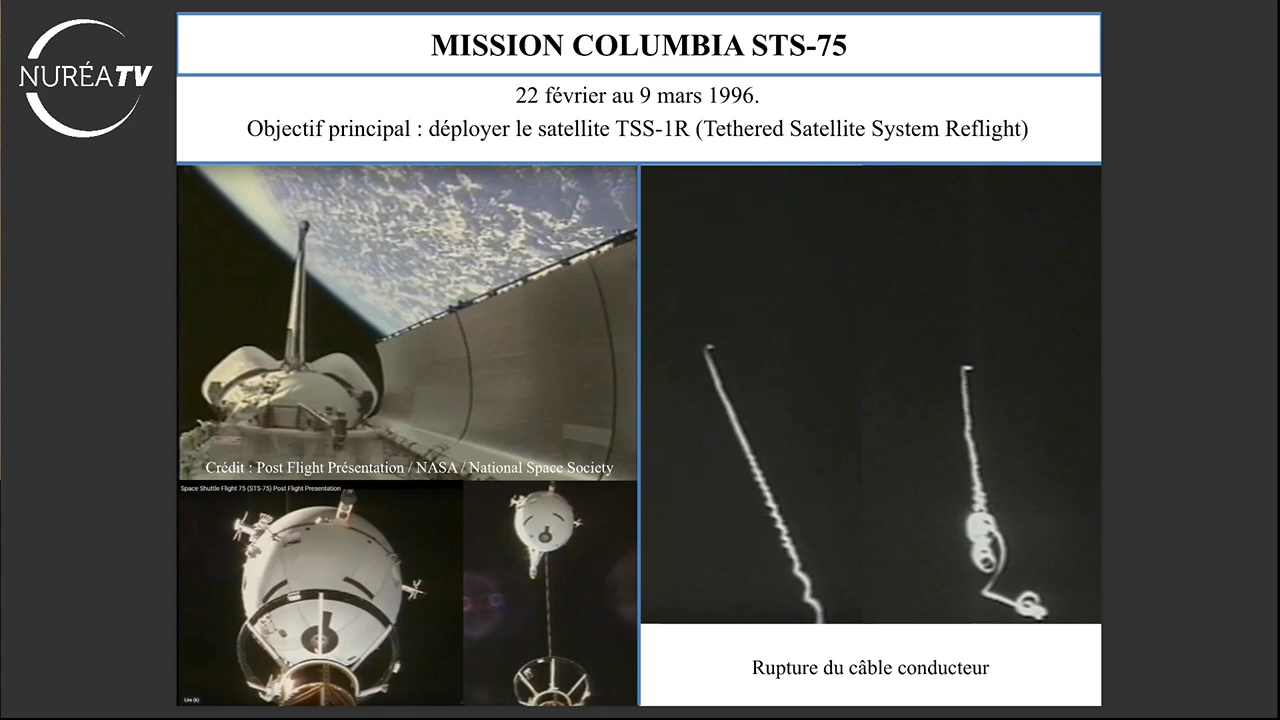 NURÉATV
MISSION COLUMBIA STS-75
22 février au 9 mars 1996.
Objectif principal : déployer le satellite TSS-1R (Tethered Satellite System Reflight)
Crédit : Post Flight Présentation / NASA / National Space Society
Space Shuttle Flight 75 (STS-75) Post Flight Presentation
Lire (k)
Rupture du câble conducteur